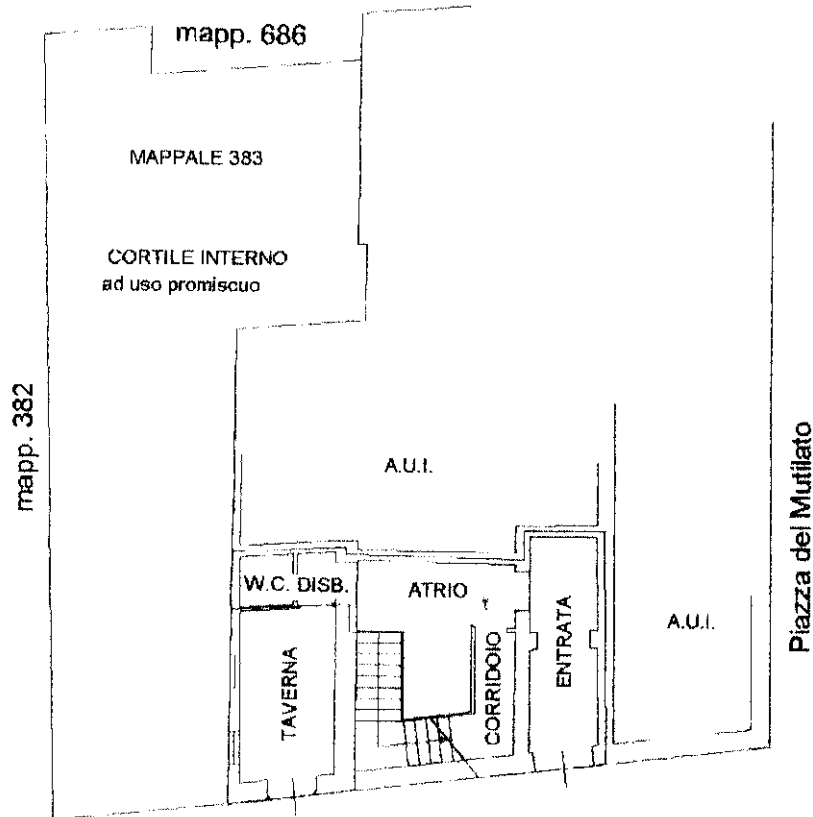 mapp. 686
MAPPALE 383
CORTILE INTERNO
ad uso promiscuo
mapp. 382
A.U.I.
Piazza del Mutilato
W.C. DISB.
ATRIO
TAVERNA
CORRIDOIO
ENTRATA
A.U.I.